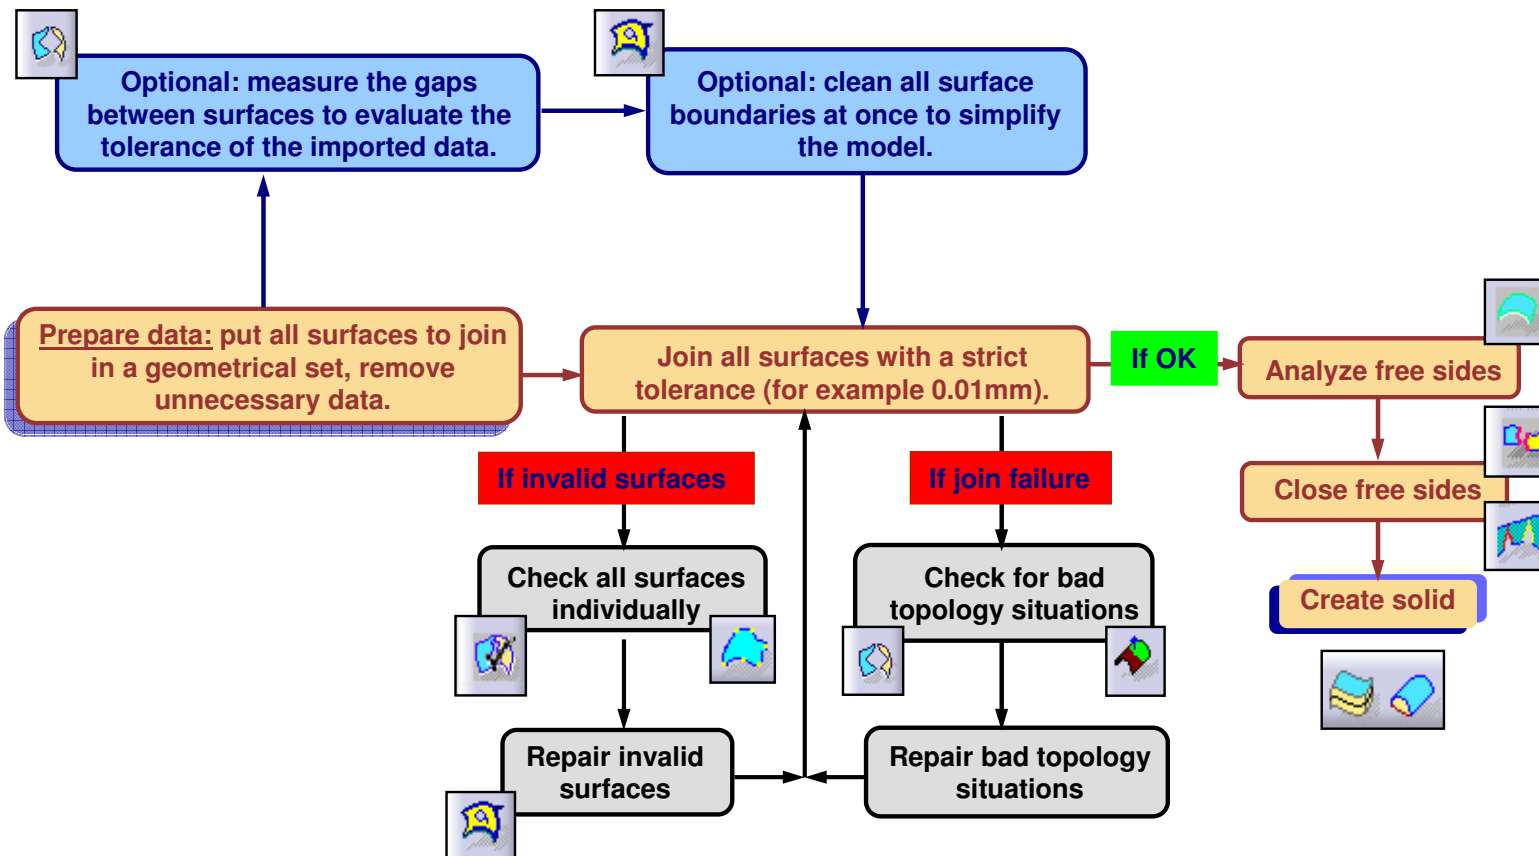 Optional: measure the gaps
between surfaces to evaluate the
tolerance of the imported data.
Optional: clean all surface
boundaries at once to simplify
the model.
Prepare data: put all surfaces to join
in a geometrical set, remove
unnecessary data.
Join all surfaces with a strict
tolerance (for example 0.01mm).
If OK
Analyze free sides
Close free sides
Create solid
If invalid surfaces
If join failure
Check all surfaces
individually
Check for bad
topology situations
Repair invalid
surfaces
Repair bad topology
situations